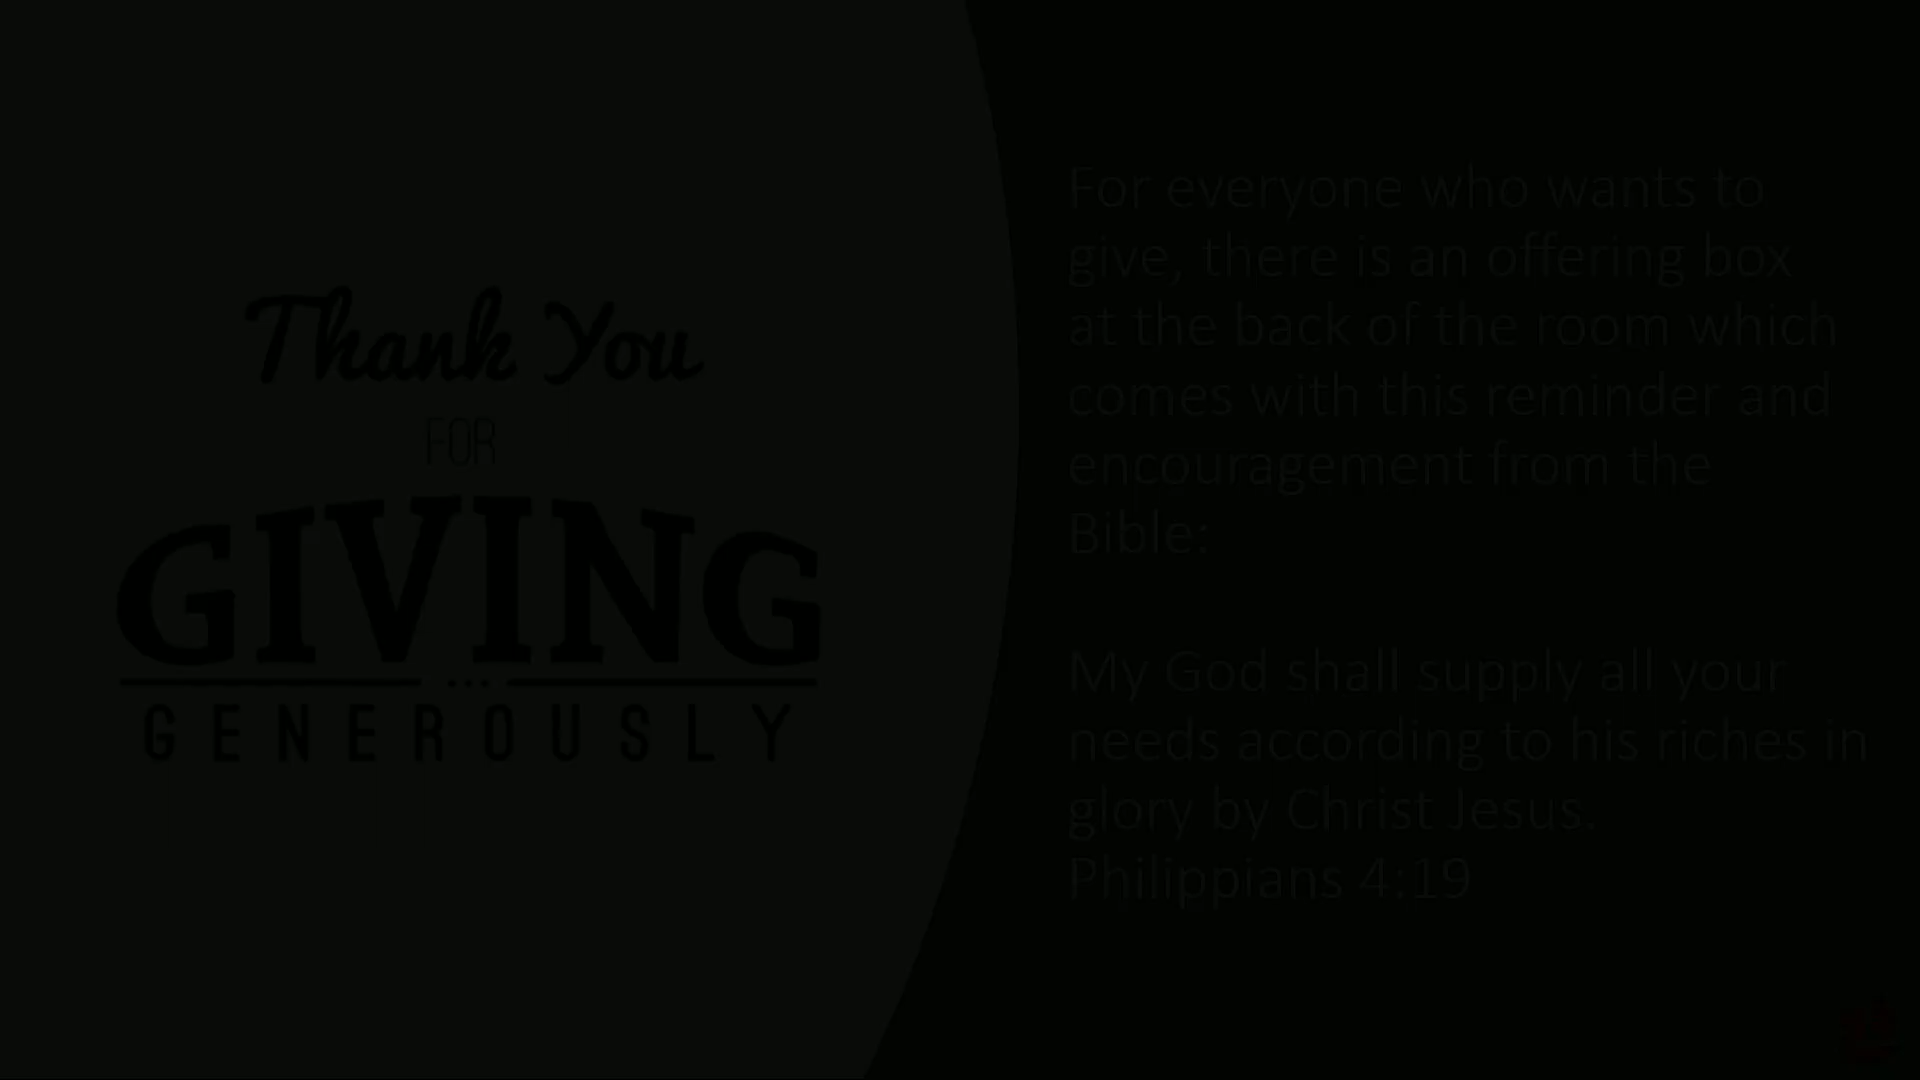 Thank You
FOR
GIVING
GENEROUSLY
For everyone who wants to
give, there is an offering box
at the back of the room which
comes with this reminder and
encouragement from the
Bible:
My God shall supply all your
needs according to his riches in
glory by Christ Jesus.
Philippians 4:19